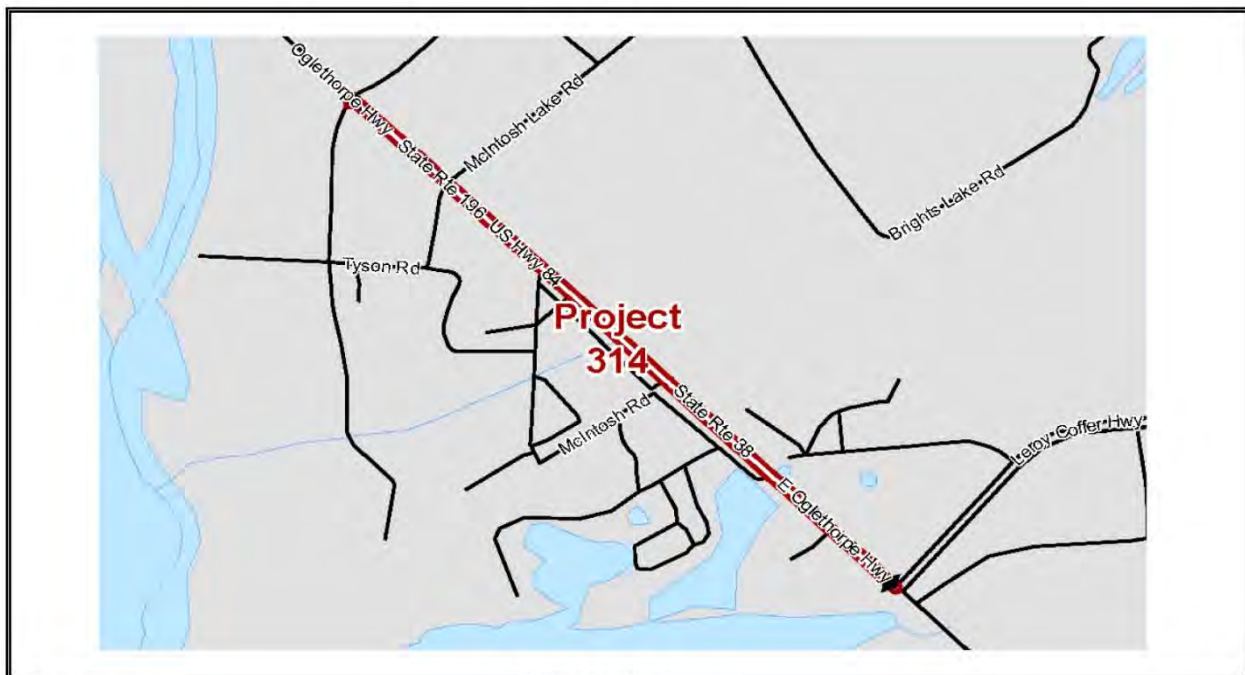 Oglethorpe Hwy State Rte 196 US Hwy 84
McIntosh Lake Rd
Brights Lake Rd
Tyson Rd
Project
314
McIntosh Rd
State Rte 38
E Oglethorpe Hwy
Leroy Coffer Hwy